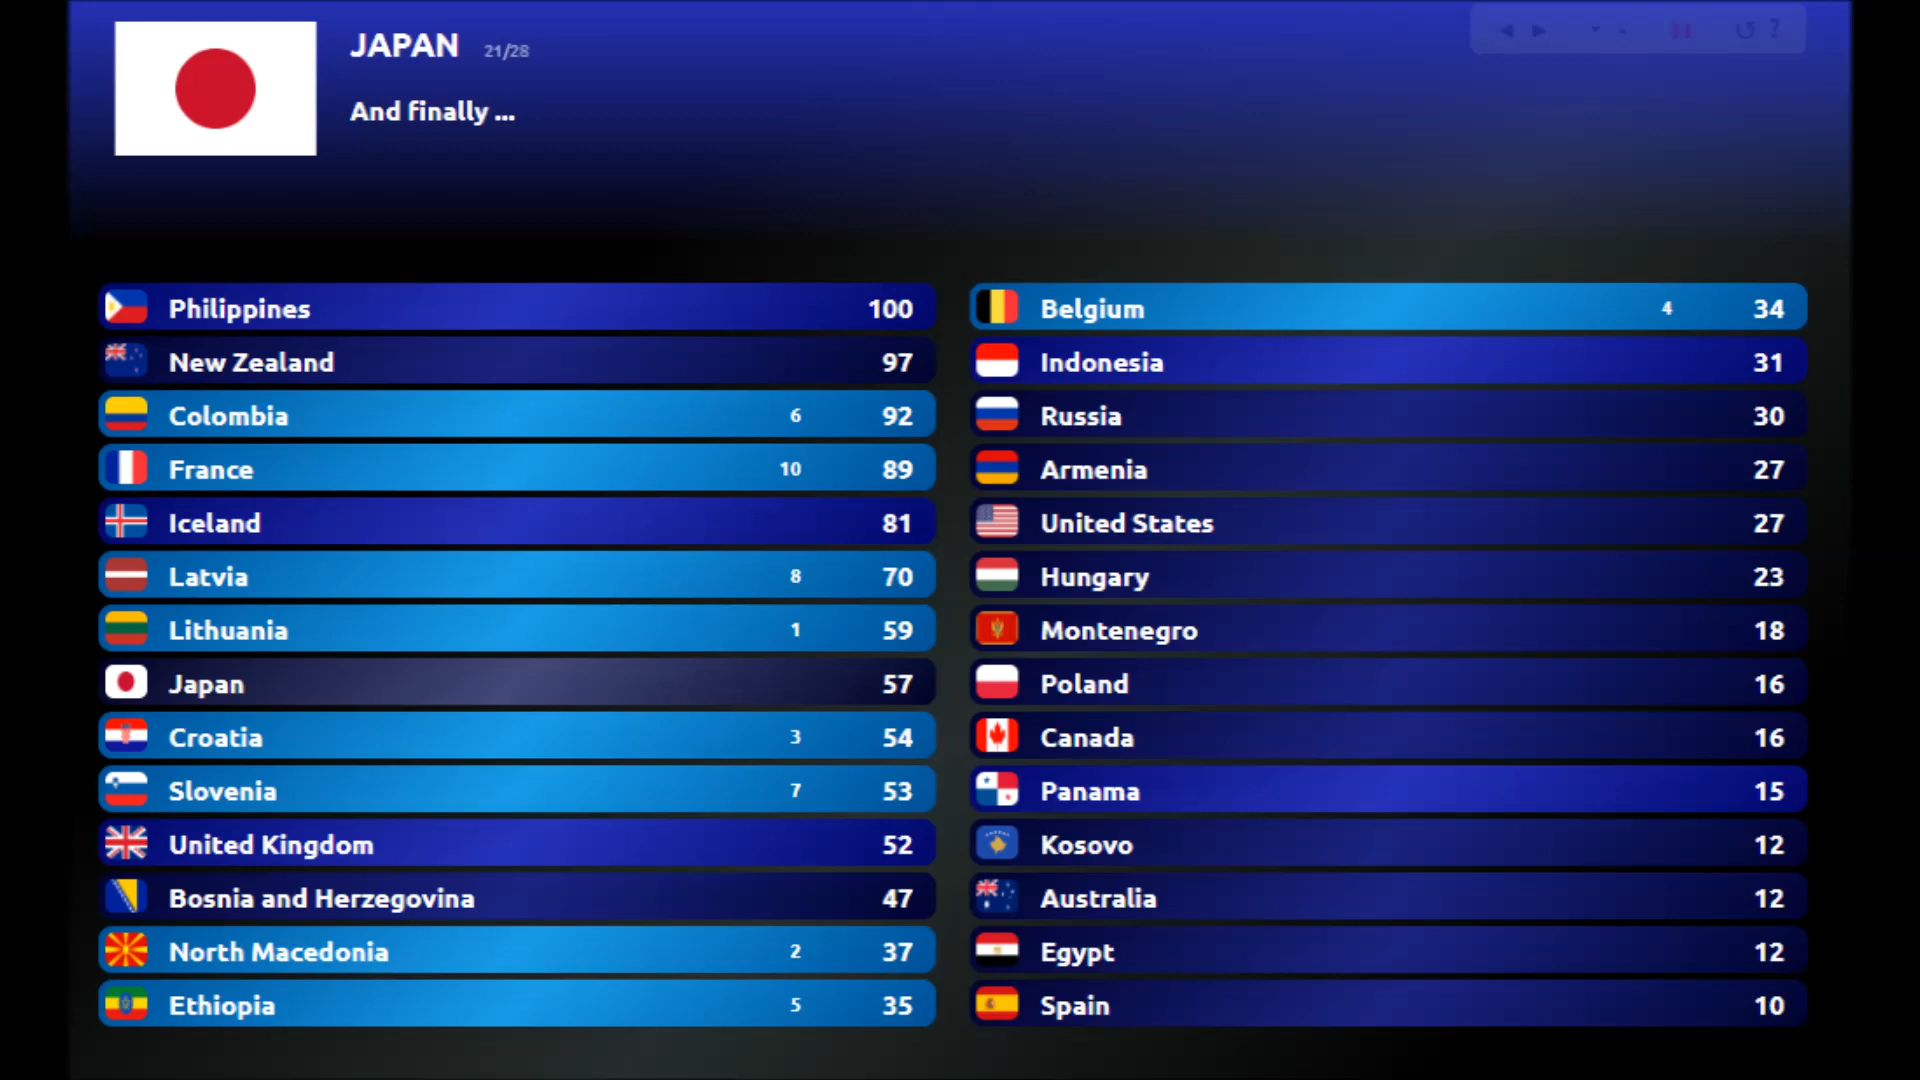 JAPAN 21/28
And finally ...
?
Philippines 100
New Zealand 97
Colombia 6 92
France 10 89
Iceland 81
Latvia 8 70
Lithuania 1 59
Japan 57
Croatia 3 54
Slovenia 7 53
United Kingdom 52
Bosnia and Herzegovina 47
North Macedonia 2 37
Ethiopia 5 35
Belgium 4 34
Indonesia 31
Russia 30
Armenia 27
United States 27
Hungary 23
Montenegro 18
Poland 16
Canada 16
Panama 15
Kosovo 12
Australia 12
Egypt 12
Spain 10